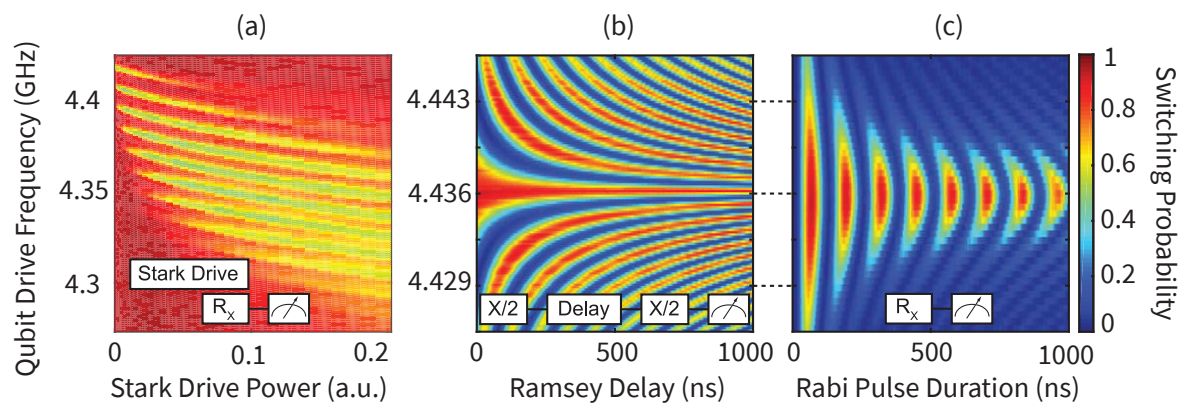 (a)
(b)
(c)
Qubit Drive Frequency (GHz)
4.4
4.35
4.3
Stark Drive
Rx
0
0.1
0.2
Stark Drive Power (a.u.)
4.443
4.436
4.429
X/2
Delay
X/2
0
500
1000
Ramsey Delay (ns)
Rx
0
500
1000
Rabi Pulse Duration (ns)
1
0.8
0.6
0.4
0.2
0
Switching Probability